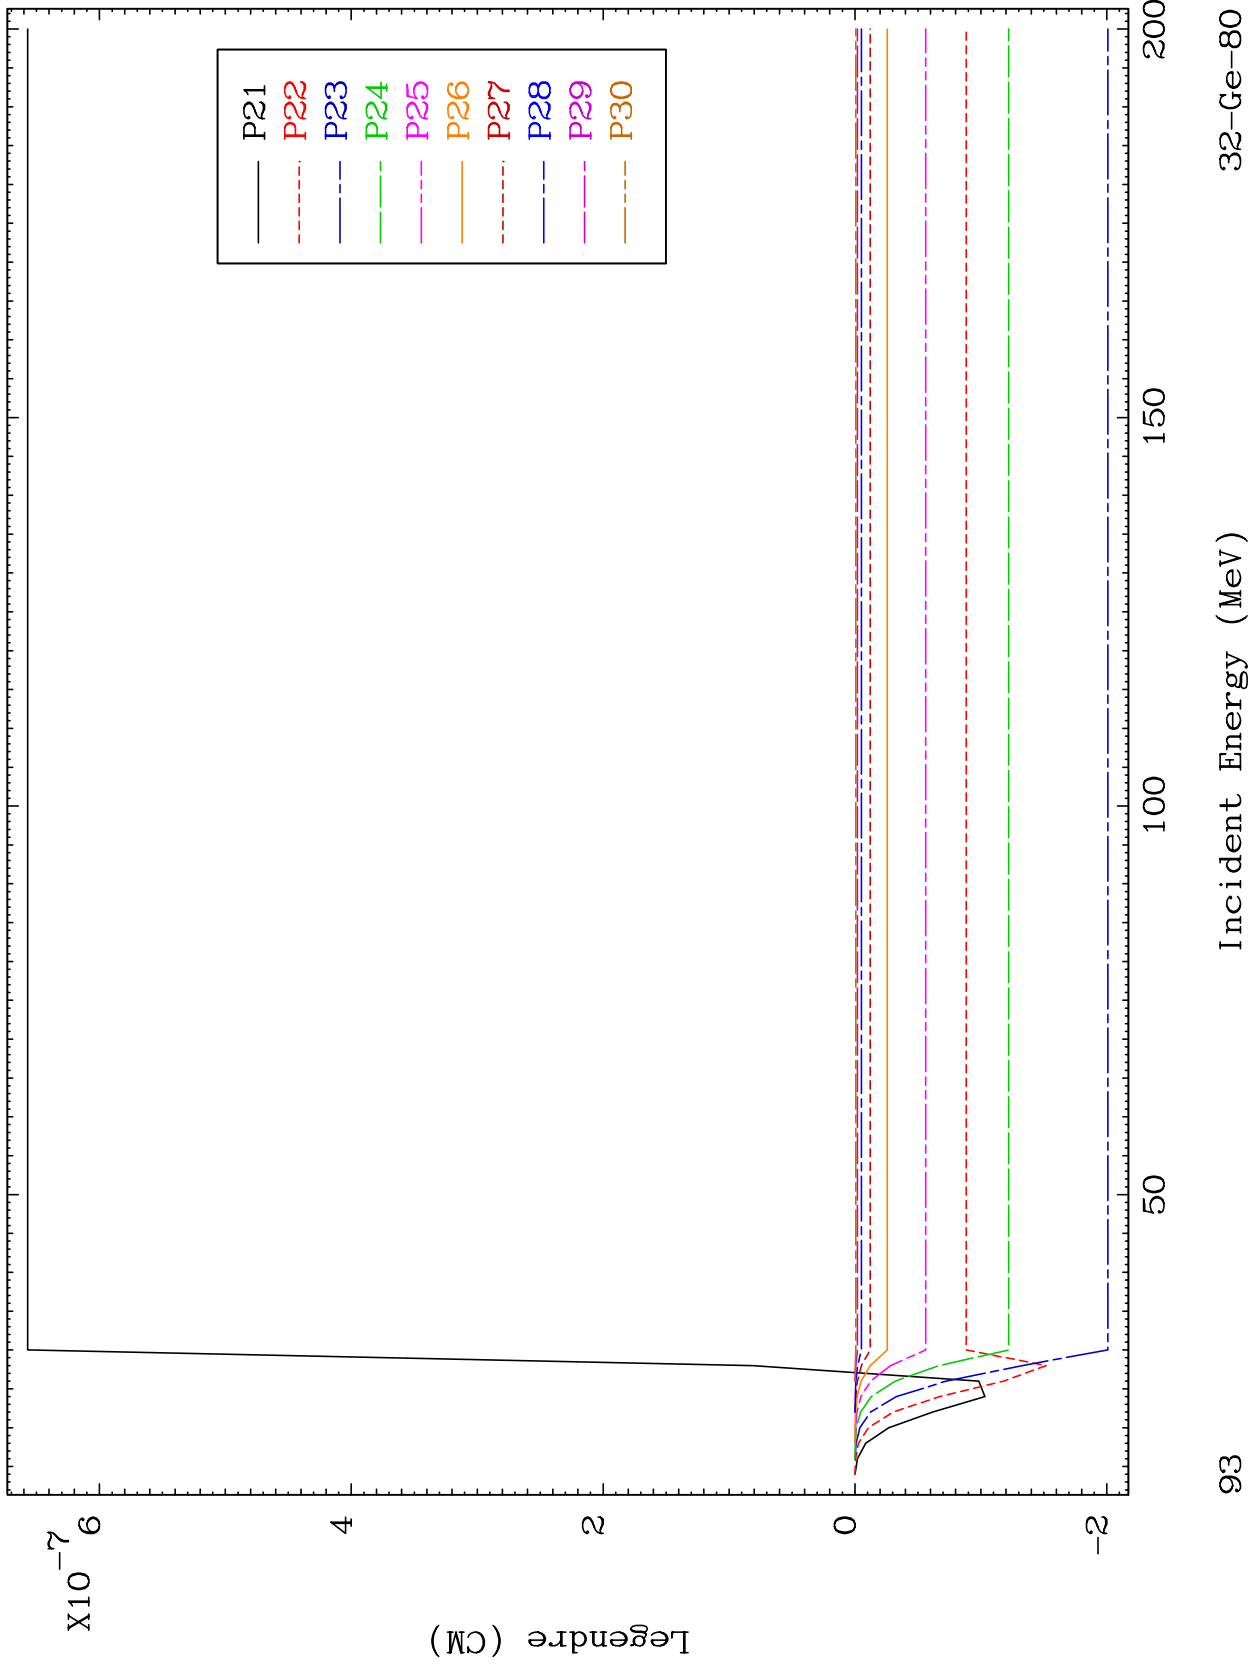 X10-7
6
4
2
0
-2
Legendre (CM)
P21
P22
P23
P24
P25
P26
P27
P28
P29
P30
50
100
150
200
Incident Energy (MeV)
93
32-Ge-80